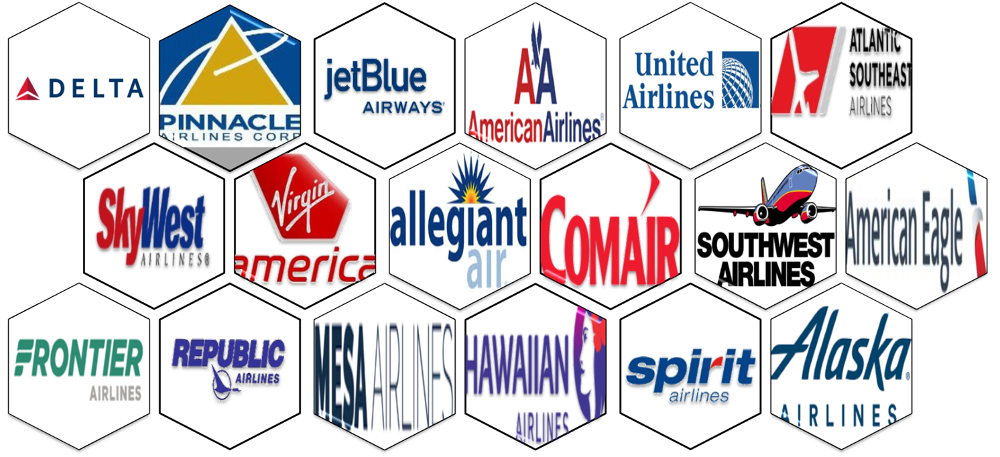 DELTA
PINNACLE
AIRLINES CORP
jetBlue
AIRWAYS®
AA
AmericanAirlines®
United
Airlines
ATLANTIC
SOUTHEAST
AIRLINES
SkyWest
AIRLINES®
Virgin
america
allegiant
air
COMAIR
SOUTHWEST
AIRLINES
American Eagle
FRONTIER
AIRLINES
REPUBLIC
AIRLINES
MESA AIRLINES
HAWAIIAN
AIRLINES
spirit
airlines
Alaska®
AIRLINES